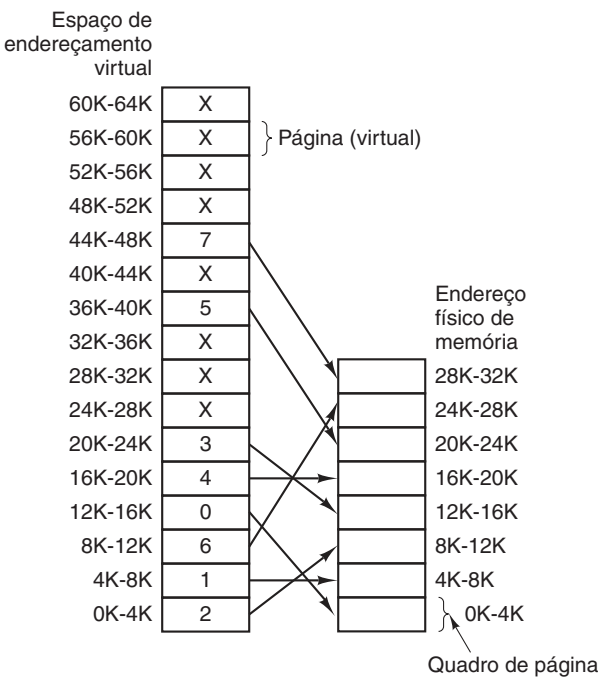 Espaço de
endereçamento
virtual
60K-64K X
56K-60K X Página (virtual)
52K-56K X
48K-52K X
44K-48K 7
40K-44K X
36K-40K 5
32K-36K X
28K-32K X
24K-28K X
20K-24K 3
16K-20K 4
12K-16K 0
8K-12K 6
4K-8K 1
0K-4K 2
Endereço
físico de
memória
28K-32K
24K-28K
20K-24K
16K-20K
12K-16K
8K-12K
4K-8K
0K-4K
Quadro de página